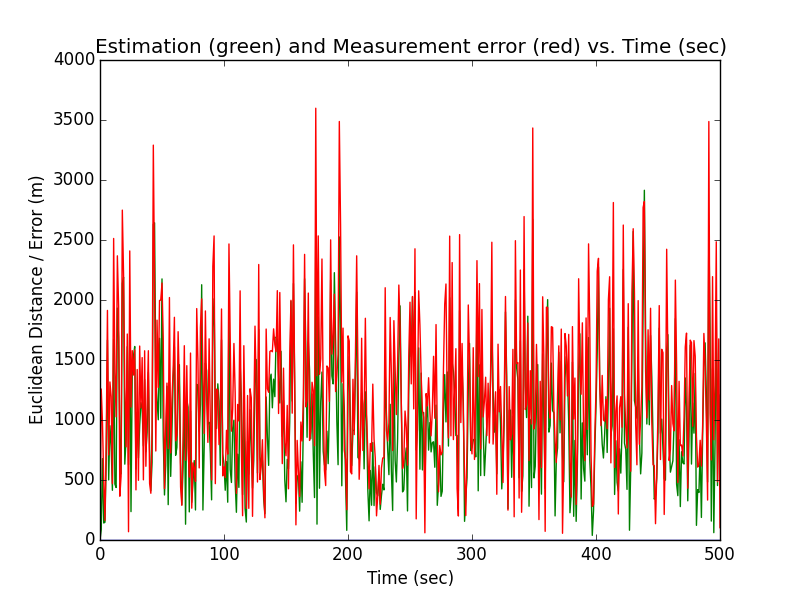 Estimation (green) and Measurement error (red) vs. Time (sec)
4000
3500
3000
2500
2000
1500
1000
500
0
Euclidean Distance / Error (m)
0 100 200 300 400 500
Time (sec)